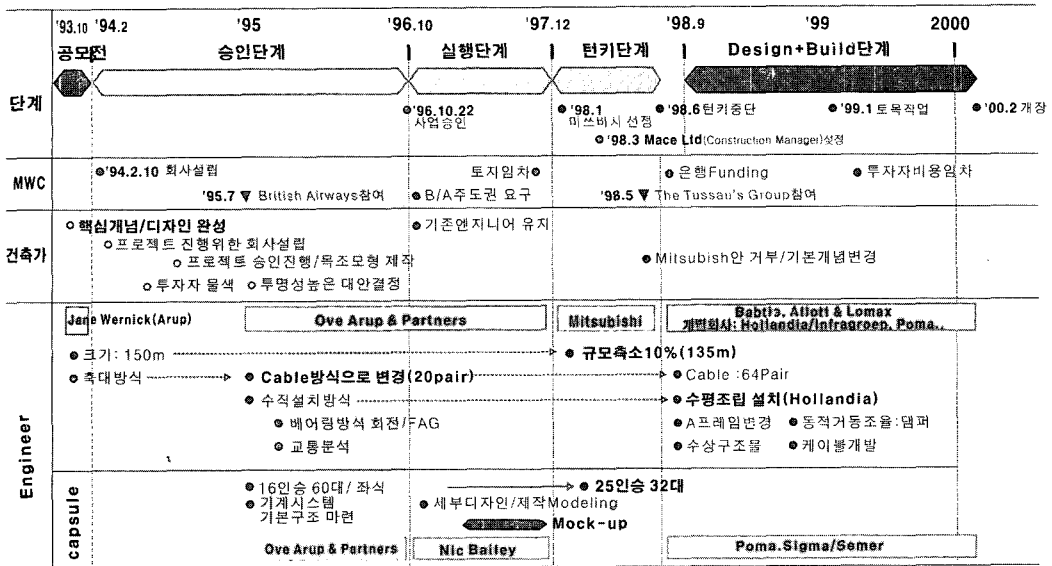 '93.10 '94.2 '95 '96.10 '97.12 '98.9 '99 2000
공모전 승인단계 실행단계 턴키단계 Design+Build단계
단계
'96.10.22 사업승인
'98.1 미쓰바시 선정
'98.6 턴키중단
'99.1 토목작업
'00.2 개장
'98.3 Mace Ltd(Construction Manager)선정
MWC
'94.2.10 회사설립
토지임차
은행Funding
투자자비용임차
'95.7 ▼ British Airways참여
B/A주도권 요구
'98.5 ▼ The Tussau's Group참여
건축가
핵심개념/디자인 완성
기존엔지니어 유지
프로젝트 진행위한 회사설립
프로젝트 승인진행/목조모형 제작
Mitsubish안 거부/기본개념변경
투자자 물색
투명성높은 대안결정
Engineer
Jane Wernick(Arup)
Ove Arup & Partners
Mitsubishi
Babtie, Allott & Lomax
개별회사: Hollandia/Infragroep, Poma..
크기: 150m
규모축소10%(135m)
축대방식
Cable방식으로 변경(20pair)
Cable :64Pair
수직설치방식
수평조립 설치(Hollandia)
베어링방식 회전/FAG
A프레임변경
동적거동조율:댐퍼
교통분석
수상구조물
케이블개발
capsule
16인승 60대/ 좌식
25인승 32대
기계시스템
기본구조 마련
세부디자인/제작Modeling
Mock-up
Ove Arup & Partners
Nic Bailey
Poma.Sigma/Semer